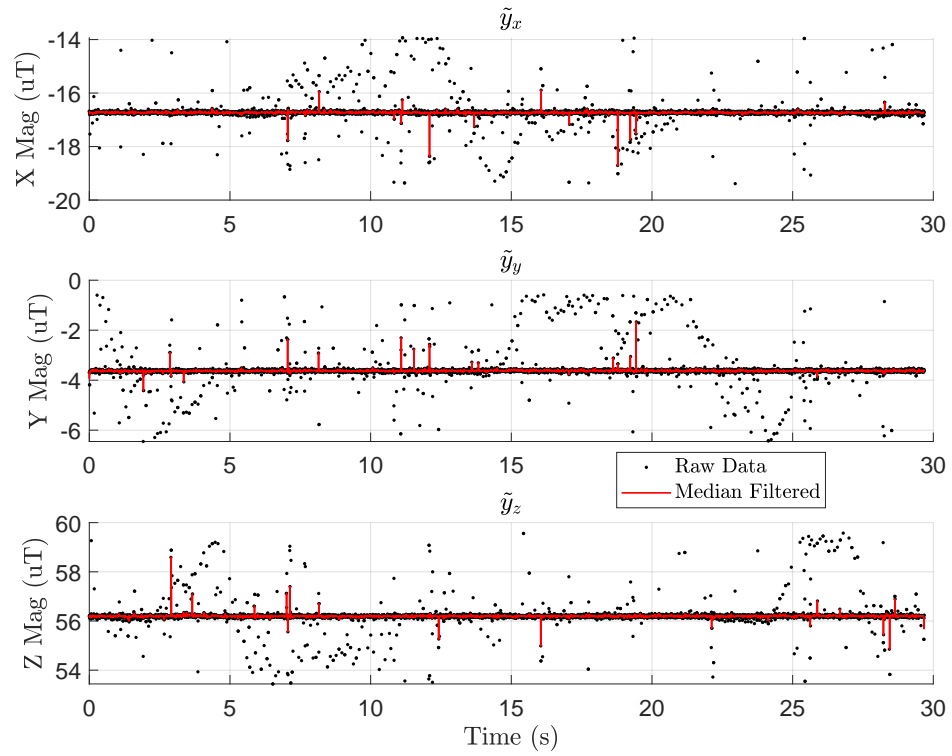 ỹₓ
X Mag (uT)
-14
-16
-18
-20
0 5 10 15 20 25 30
ỹ_y
Y Mag (uT)
0
-2
-4
-6
0 5 10 15 20 25 30
Raw Data
Median Filtered
ỹ_z
Z Mag (uT)
60
58
56
54
0 5 10 15 20 25 30
Time (s)